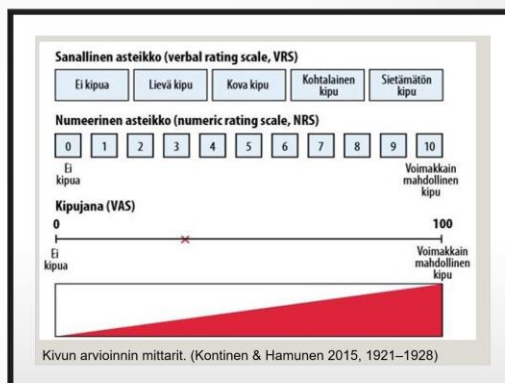 Sanallinen asteikko (verbal rating scale, VRS)
Ei kipua Lievä kipu Kova kipu Kohtalainen kipu Sietämätön kipu
Numeerinen asteikko (numeric rating scale, NRS)
0 1 2 3 4 5 6 7 8 9 10
Ei kipua Voimakkain mahdollinen kipu
Kipujana (VAS)
0 100
Ei kipua Voimakkain mahdollinen kipu
Kivun arvioinnin mittarit. (Kontinen & Hamunen 2015, 1921–1928)